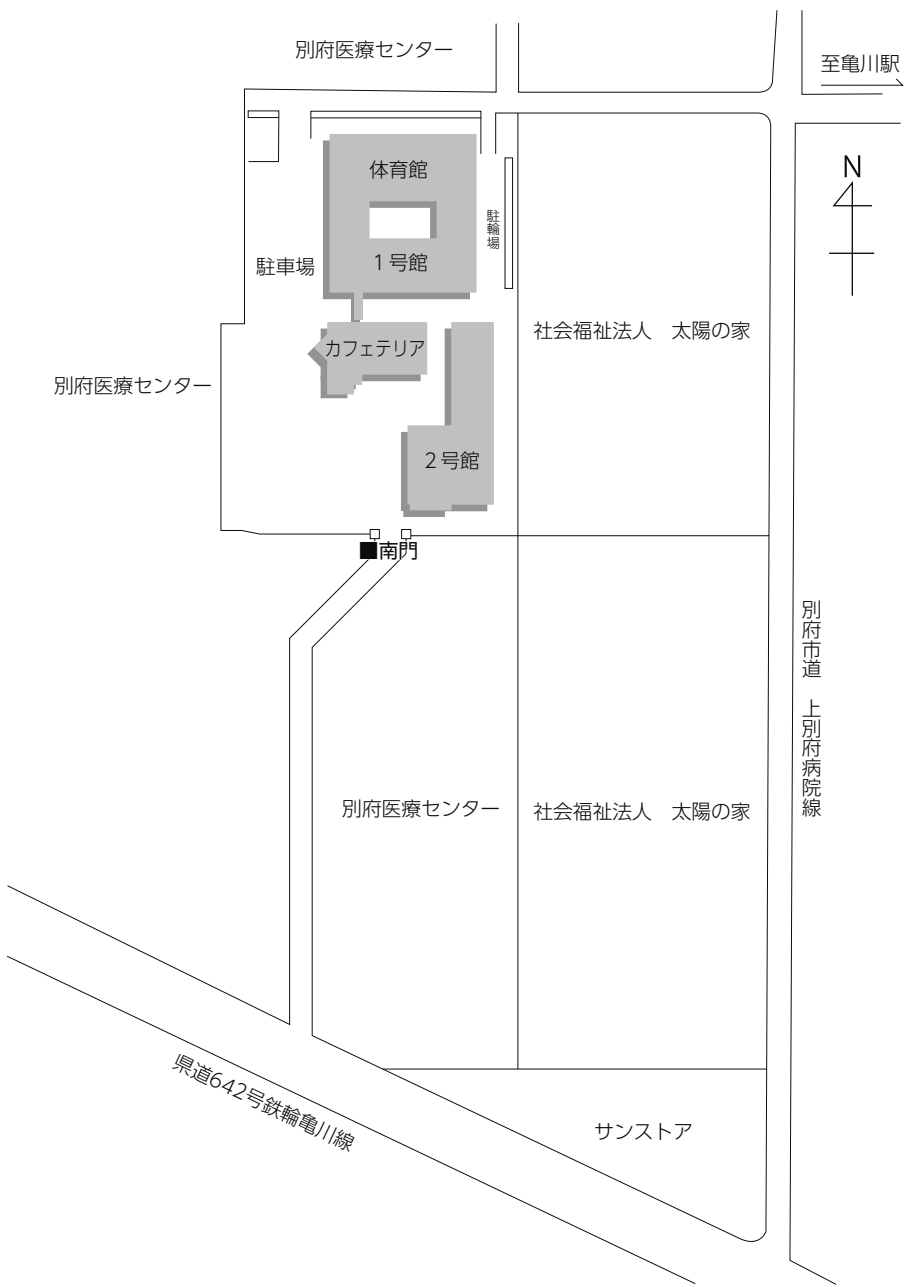 別府医療センター
至亀川駅
N
体育館
駐輪場
1号館
駐車場
社会福祉法人　太陽の家
カフェテリア
別府医療センター
2号館
■南門
別府市道　上別府病院線
別府医療センター
社会福祉法人　太陽の家
県道642号鉄輪亀川線
サンストア